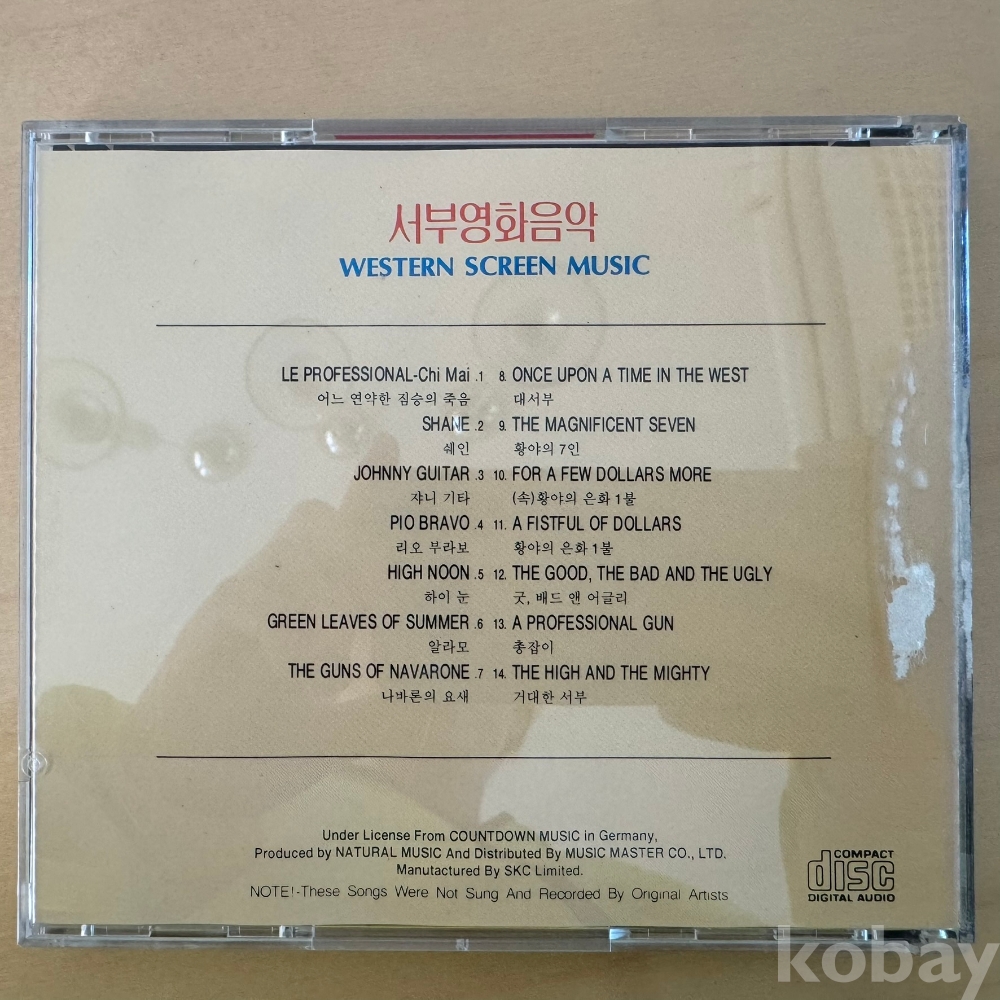 서부영화음악
WESTERN SCREEN MUSIC
LE PROFESSIONAL-Chi Mai .1
어느 연약한 짐승의 죽음
SHANE .2
쉐인
JOHNNY GUITAR .3
쟈니 기타
PIO BRAVO .4
리오 부라보
HIGH NOON .5
하이 눈
GREEN LEAVES OF SUMMER .6
알라모
THE GUNS OF NAVARONE .7
나바론의 요새
8. ONCE UPON A TIME IN THE WEST
대서부
9. THE MAGNIFICENT SEVEN
황야의 7인
10. FOR A FEW DOLLARS MORE
(속)황야의 은화 1불
11. A FISTFUL OF DOLLARS
황야의 은화 1불
12. THE GOOD, THE BAD AND THE UGLY
굿, 배드 앤 어글리
13. A PROFESSIONAL GUN
총잡이
14. THE HIGH AND THE MIGHTY
거대한 서부
Under License From COUNTDOWN MUSIC in Germany,
Produced by NATURAL MUSIC And Distributed By MUSIC MASTER CO., LTD.
Manufactured By SKC Limited.
NOTE!-These Songs Were Not Sung And Recorded By Original Artists
COMPACT
disc
DIGITAL AUDIO
kobay